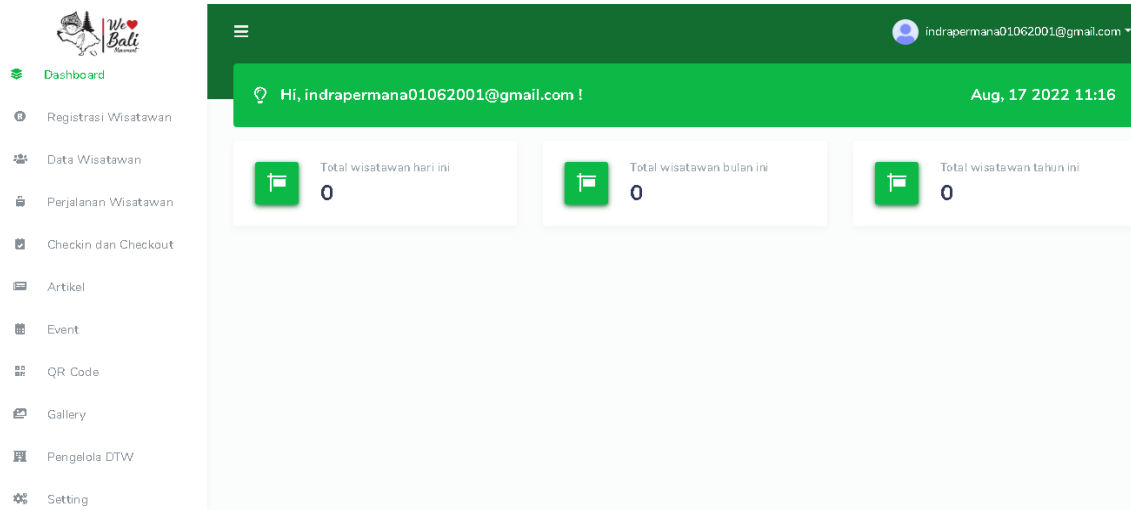 We
Bali
Movement
indrapermana01062001@gmail.com
Dashboard
Registrasi Wisatawan
Data Wisatawan
Perjalanan Wisatawan
Checkin dan Checkout
Artikel
Event
QR Code
Gallery
Pengelola DTW
Setting
Hi, indrapermana01062001@gmail.com !
Aug, 17 2022 11:16
Total wisatawan hari ini
0
Total wisatawan bulan ini
0
Total wisatawan tahun ini
0